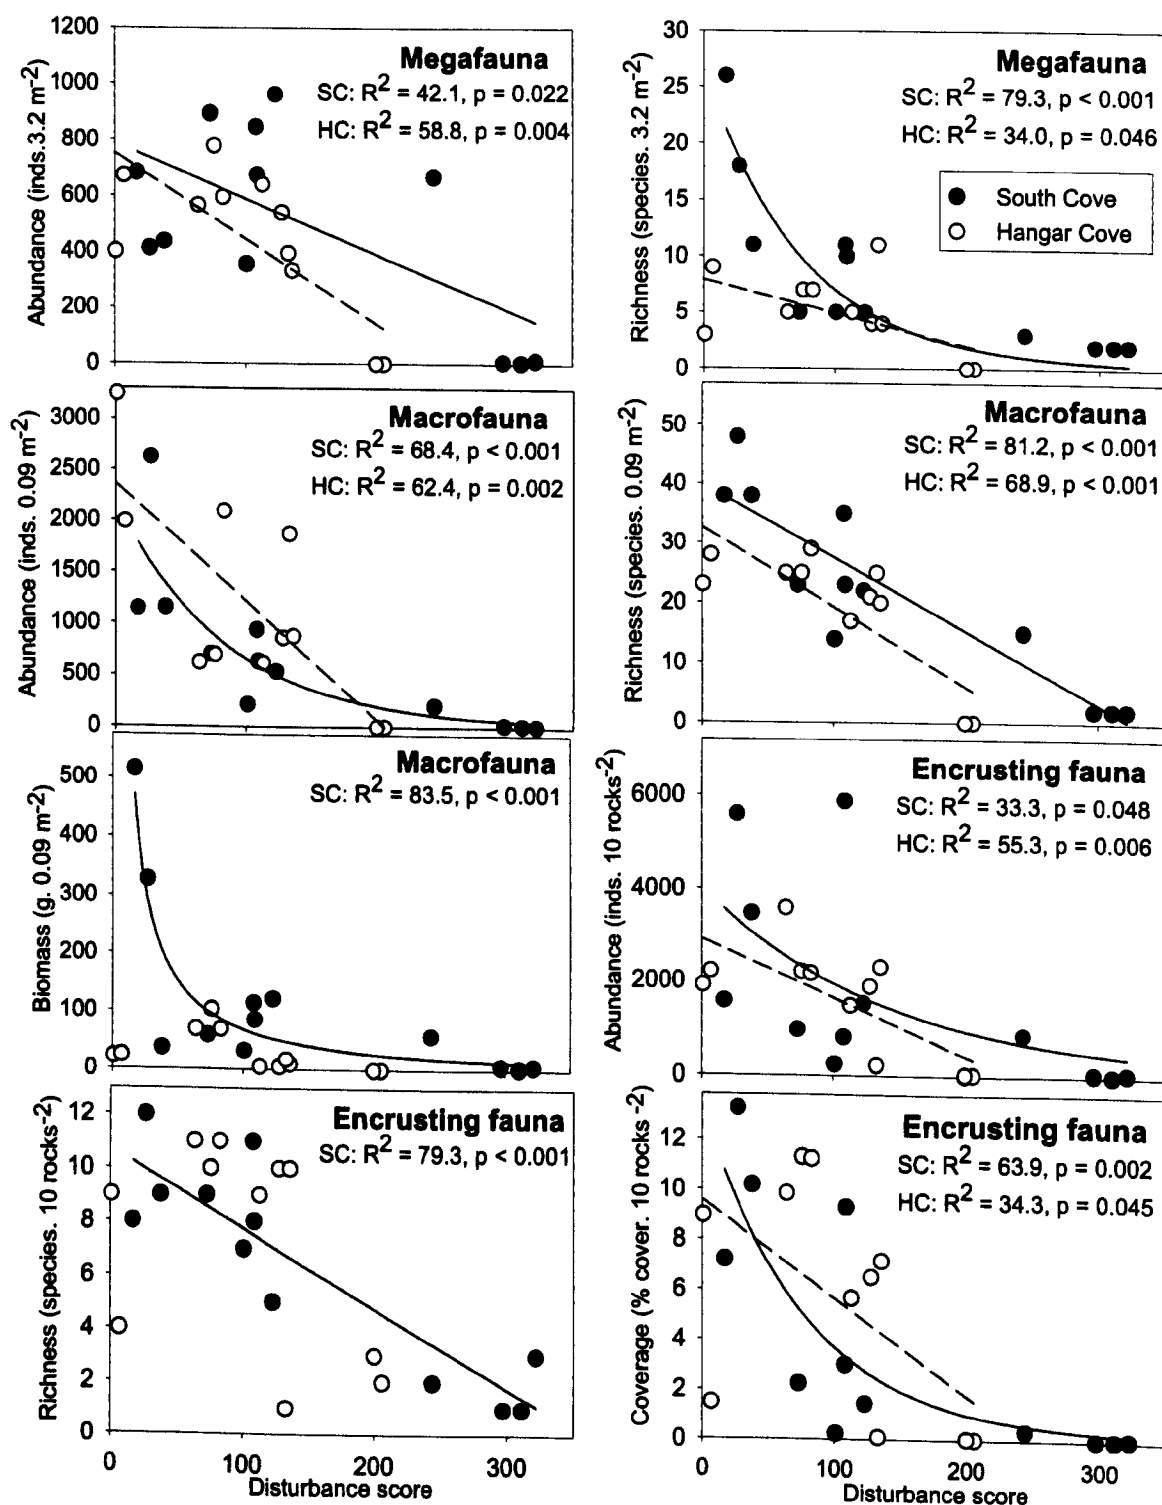 1200
1000
800
600
400
200
0
Abundance (inds.3.2 m-2)
Megafauna
SC: R2 = 42.1, p = 0.022
HC: R2 = 58.8, p = 0.004
30
25
20
15
10
5
0
Richness (species. 3.2 m-2)
Megafauna
SC: R2 = 79.3, p < 0.001
HC: R2 = 34.0, p = 0.046
South Cove
Hangar Cove
3000
2500
2000
1500
1000
500
0
Abundance (inds. 0.09 m-2)
Macrofauna
SC: R2 = 68.4, p < 0.001
HC: R2 = 62.4, p = 0.002
50
40
30
20
10
0
Richness (species. 0.09 m-2)
Macrofauna
SC: R2 = 81.2, p < 0.001
HC: R2 = 68.9, p < 0.001
500
400
300
200
100
0
Biomass (g. 0.09 m-2)
Macrofauna
SC: R2 = 83.5, p < 0.001
6000
4000
2000
0
Abundance (inds. 10 rocks-2)
Encrusting fauna
SC: R2 = 33.3, p = 0.048
HC: R2 = 55.3, p = 0.006
12
10
8
6
4
2
0
Richness (species. 10 rocks-2)
Encrusting fauna
SC: R2 = 79.3, p < 0.001
0 100 200 300
Disturbance score
12
10
8
6
4
2
0
Coverage (% cover. 10 rocks -2)
Encrusting fauna
SC: R2 = 63.9, p = 0.002
HC: R2 = 34.3, p = 0.045
0 100 200 300
Disturbance score